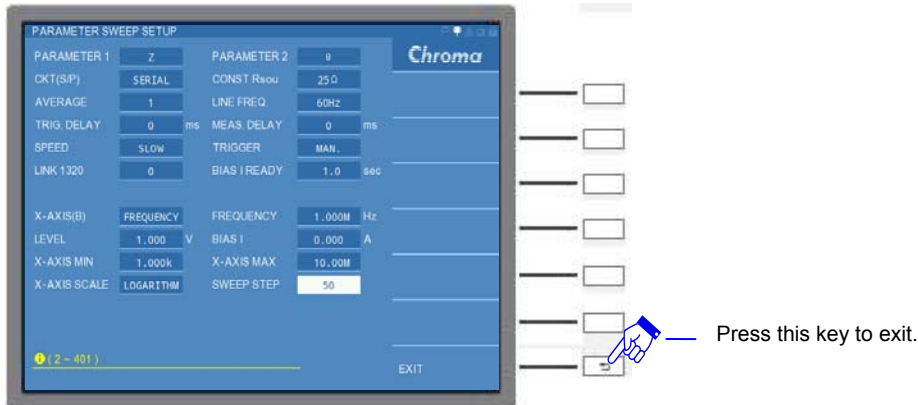 PARAMETER SWEEP SETUP
Chroma
PARAMETER 1 Z PARAMETER 2 θ
CKT(S/P) SERIAL CONST Rsou 25Ω
AVERAGE 1 LINE FREQ. 60Hz
TRIG. DELAY 0 ms MEAS. DELAY 0 ms
SPEED SLOW TRIGGER MAN.
LINK 1320 0 BIAS I READY 1.0 sec
X-AXIS(B) FREQUENCY FREQUENCY 1.000M Hz
LEVEL 1.000 V BIAS I 0.000 A
X-AXIS MIN 1.000k X-AXIS MAX 10.00M
X-AXIS SCALE LOGARITHM SWEEP STEP 50
( 2 ~ 401 )
EXIT
Press this key to exit.